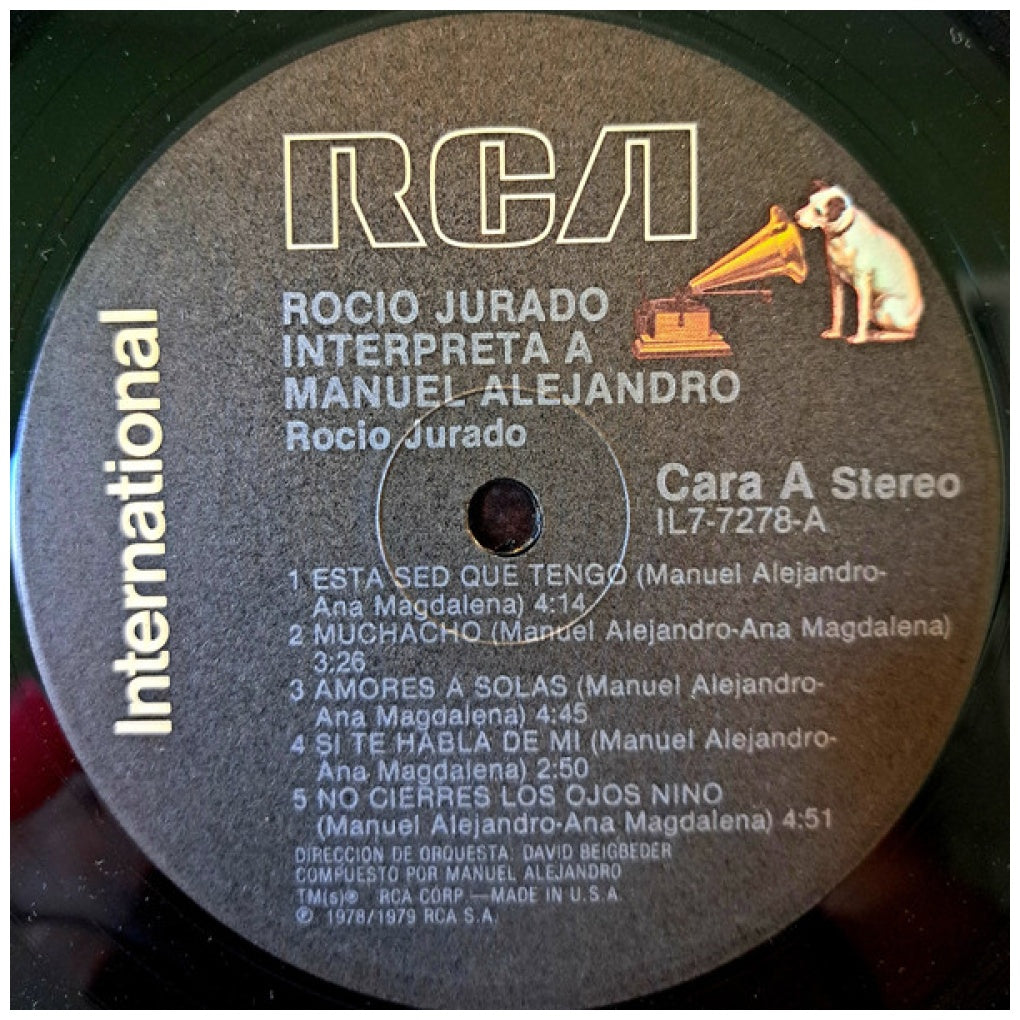 RCA
International
ROCIO JURADO
INTERPRETA A
MANUEL ALEJANDRO
Rocio Jurado
Cara A Stereo
IL7-7278-A
1 ESTA SED QUE TENGO (Manuel Alejandro-
Ana Magdalena) 4:14
2 MUCHACHO (Manuel Alejandro-Ana Magdalena)
3:26
3 AMORES A SOLAS (Manuel Alejandro-
Ana Magdalena) 4:45
4 SI TE HABLA DE MI (Manuel Alejandro-
Ana Magdalena) 2:50
5 NO CIERRES LOS OJOS NINO
(Manuel Alejandro-Ana Magdalena) 4:51
DIRECCION DE ORQUESTA: DAVID BEIGBEDER
COMPUESTO POR MANUEL ALEJANDRO
TM(s)® RCA CORP.—MADE IN U.S.A.
℗ 1978/1979 RCA S.A.